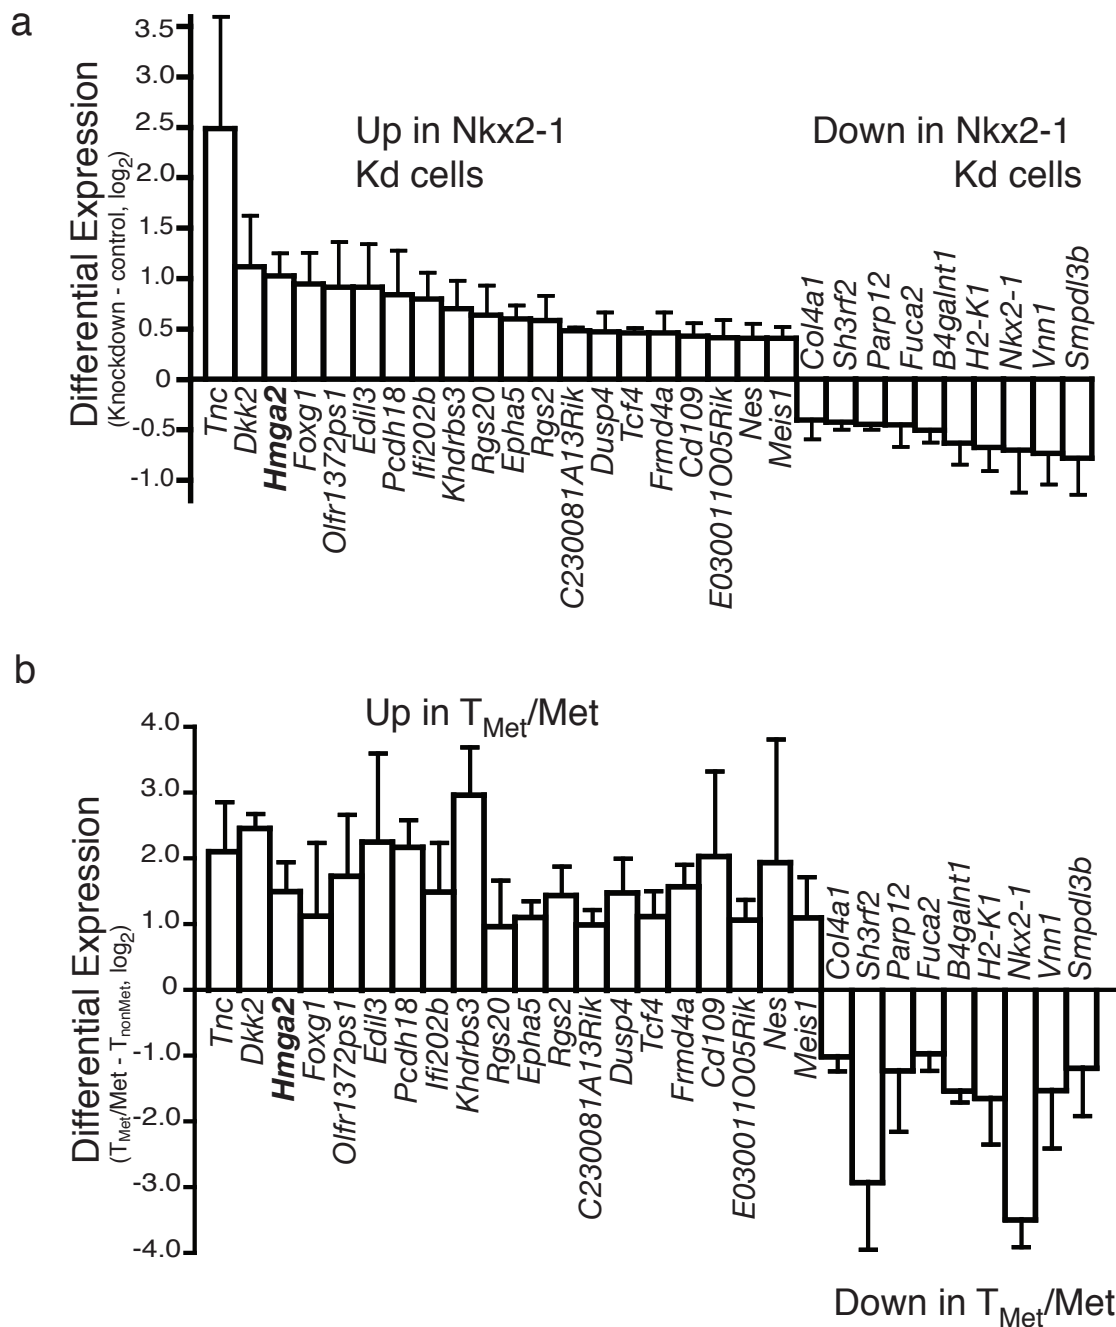 a
Differential Expression
(Knockdown - control, log2)
3.5
3.0
2.5
2.0
1.5
1.0
0.5
0
-0.5
-1.0
Up in Nkx2-1
Kd cells
Down in Nkx2-1
Kd cells
Tnc
Dkk2
Hmga2
Foxg1
Olfr1372ps1
Edil3
Pcdh18
Ifi202b
Khdrbs3
Rgs20
Epha5
Rgs2
C230081A13Rik
Dusp4
Tcf4
Frmd4a
Cd109
E030011O05Rik
Nes
Meis1
Col4a1
Sh3rf2
Parp12
Fuca2
B4galnt1
H2-K1
Nkx2-1
Vnn1
Smpdl3b
b
Differential Expression
(TMet/Met - TnonMet, log2)
4.0
3.0
2.0
1.0
0
-1.0
-2.0
-3.0
-4.0
Up in TMet/Met
Tnc
Dkk2
Hmga2
Foxg1
Olfr1372ps1
Edil3
Pcdh18
Ifi202b
Khdrbs3
Rgs20
Epha5
Rgs2
C230081A13Rik
Dusp4
Tcf4
Frmd4a
Cd109
E030011O05Rik
Nes
Meis1
Col4a1
Sh3rf2
Parp12
Fuca2
B4galnt1
H2-K1
Nkx2-1
Vnn1
Smpdl3b
Down in TMet/Met